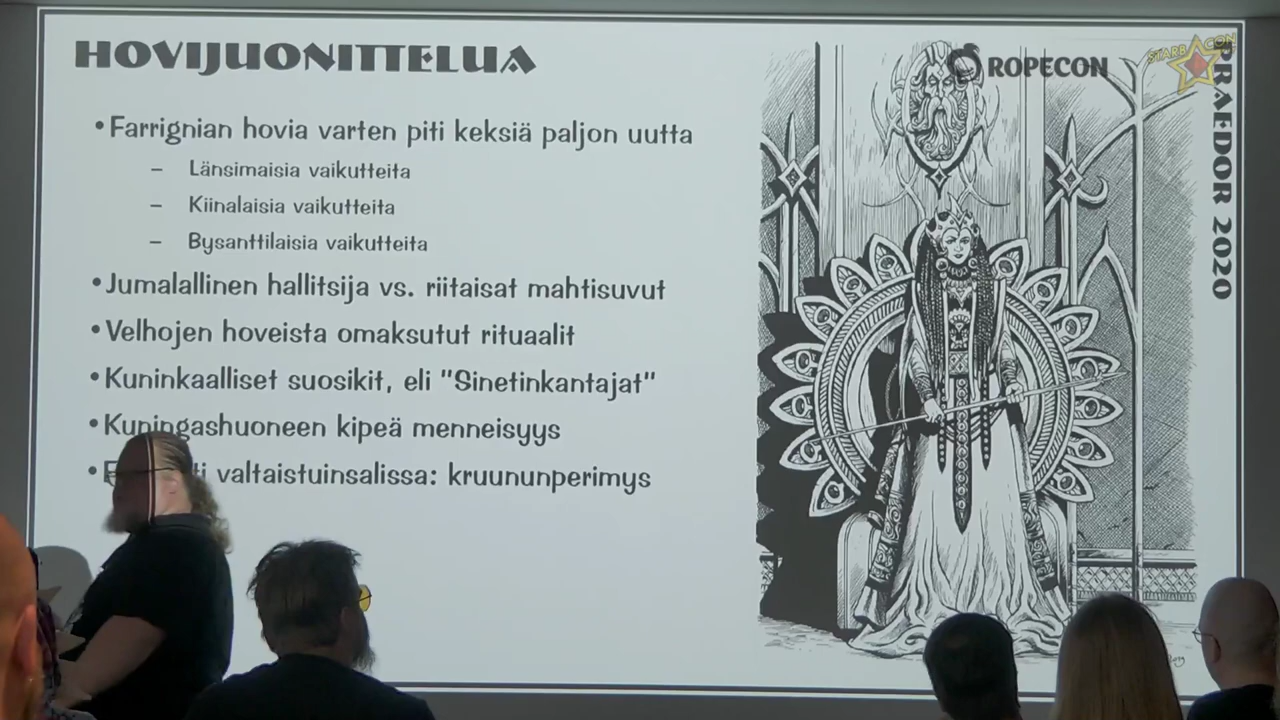 HOVIJUONITTELUA
• Farrignian hovia varten piti keksiä paljon uutta
– Länsimaisia vaikutteita
– Kiinalaisia vaikutteita
– Bysanttilaisia vaikutteita
• Jumalallinen hallitsija vs. riitaisat mahtisuvut
• Velhojen hoveista omaksutut rituaalit
• Kuninkaalliset suosikit, eli "Sinetinkantajat"
• Kuningashuoneen kipeä menneisyys
• valtaistuinsalissa: kruununperimys
ROPECON
STARBCON
PRAEDOR 2020